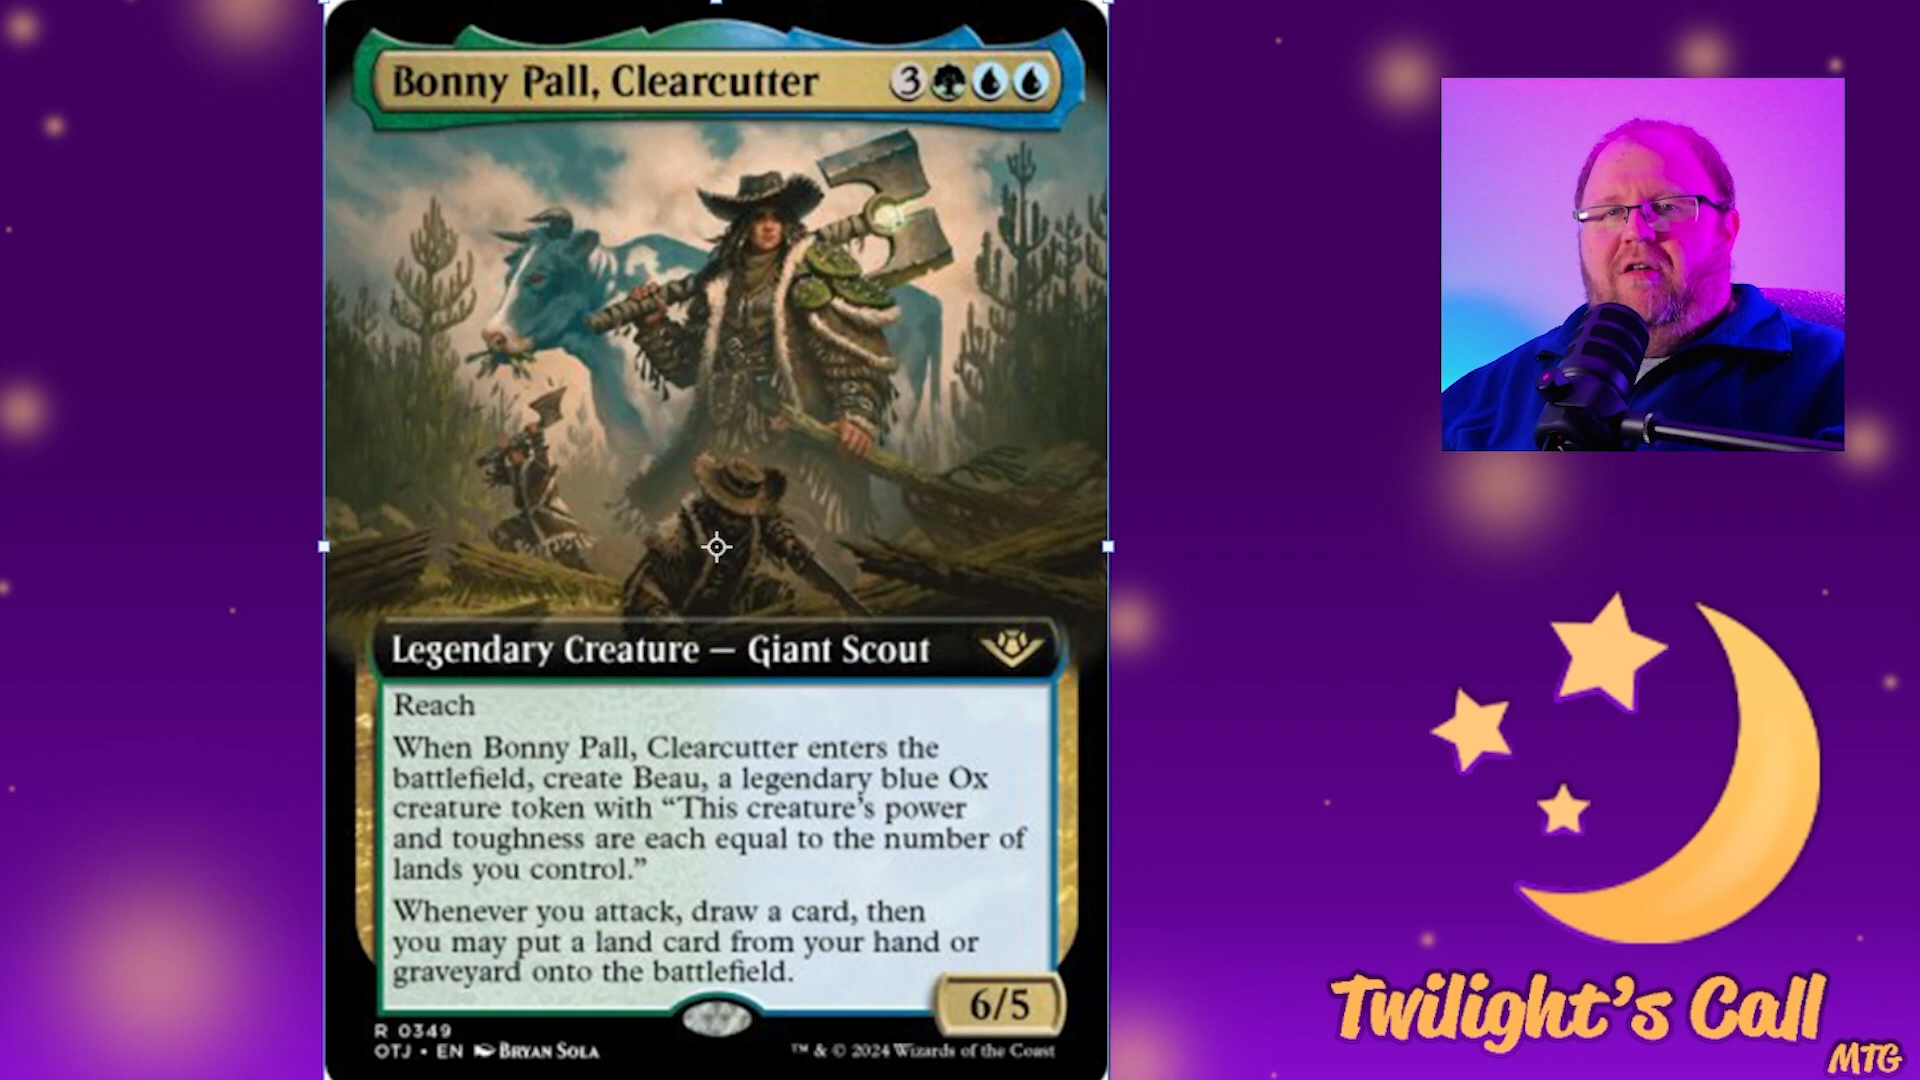 Bonny Pall, Clearcutter 3
Legendary Creature — Giant Scout
Reach
When Bonny Pall, Clearcutter enters the
battlefield, create Beau, a legendary blue Ox
creature token with “This creature’s power
and toughness are each equal to the number of
lands you control.”
Whenever you attack, draw a card, then
you may put a land card from your hand or
graveyard onto the battlefield.
6/5
R 0349
OTJ • EN BRYAN SOLA
™ & © 2024 Wizards of the Coast
Twilight's Call
MTG